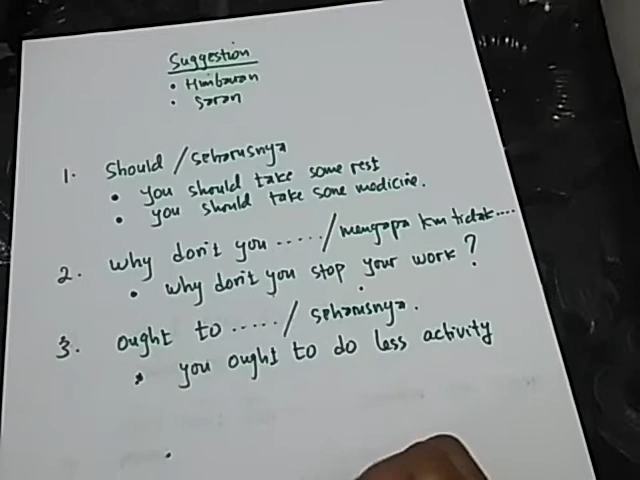 Suggestion
• Himbauan
• Saran
1. Should / Seharusnya
• you should take some rest
• you should take some medicine.
2. why don't you ...../mengapa km tidak....
• why don't you stop your work?
3. ought to ...../ seharusnya.
• you ought to do less activity